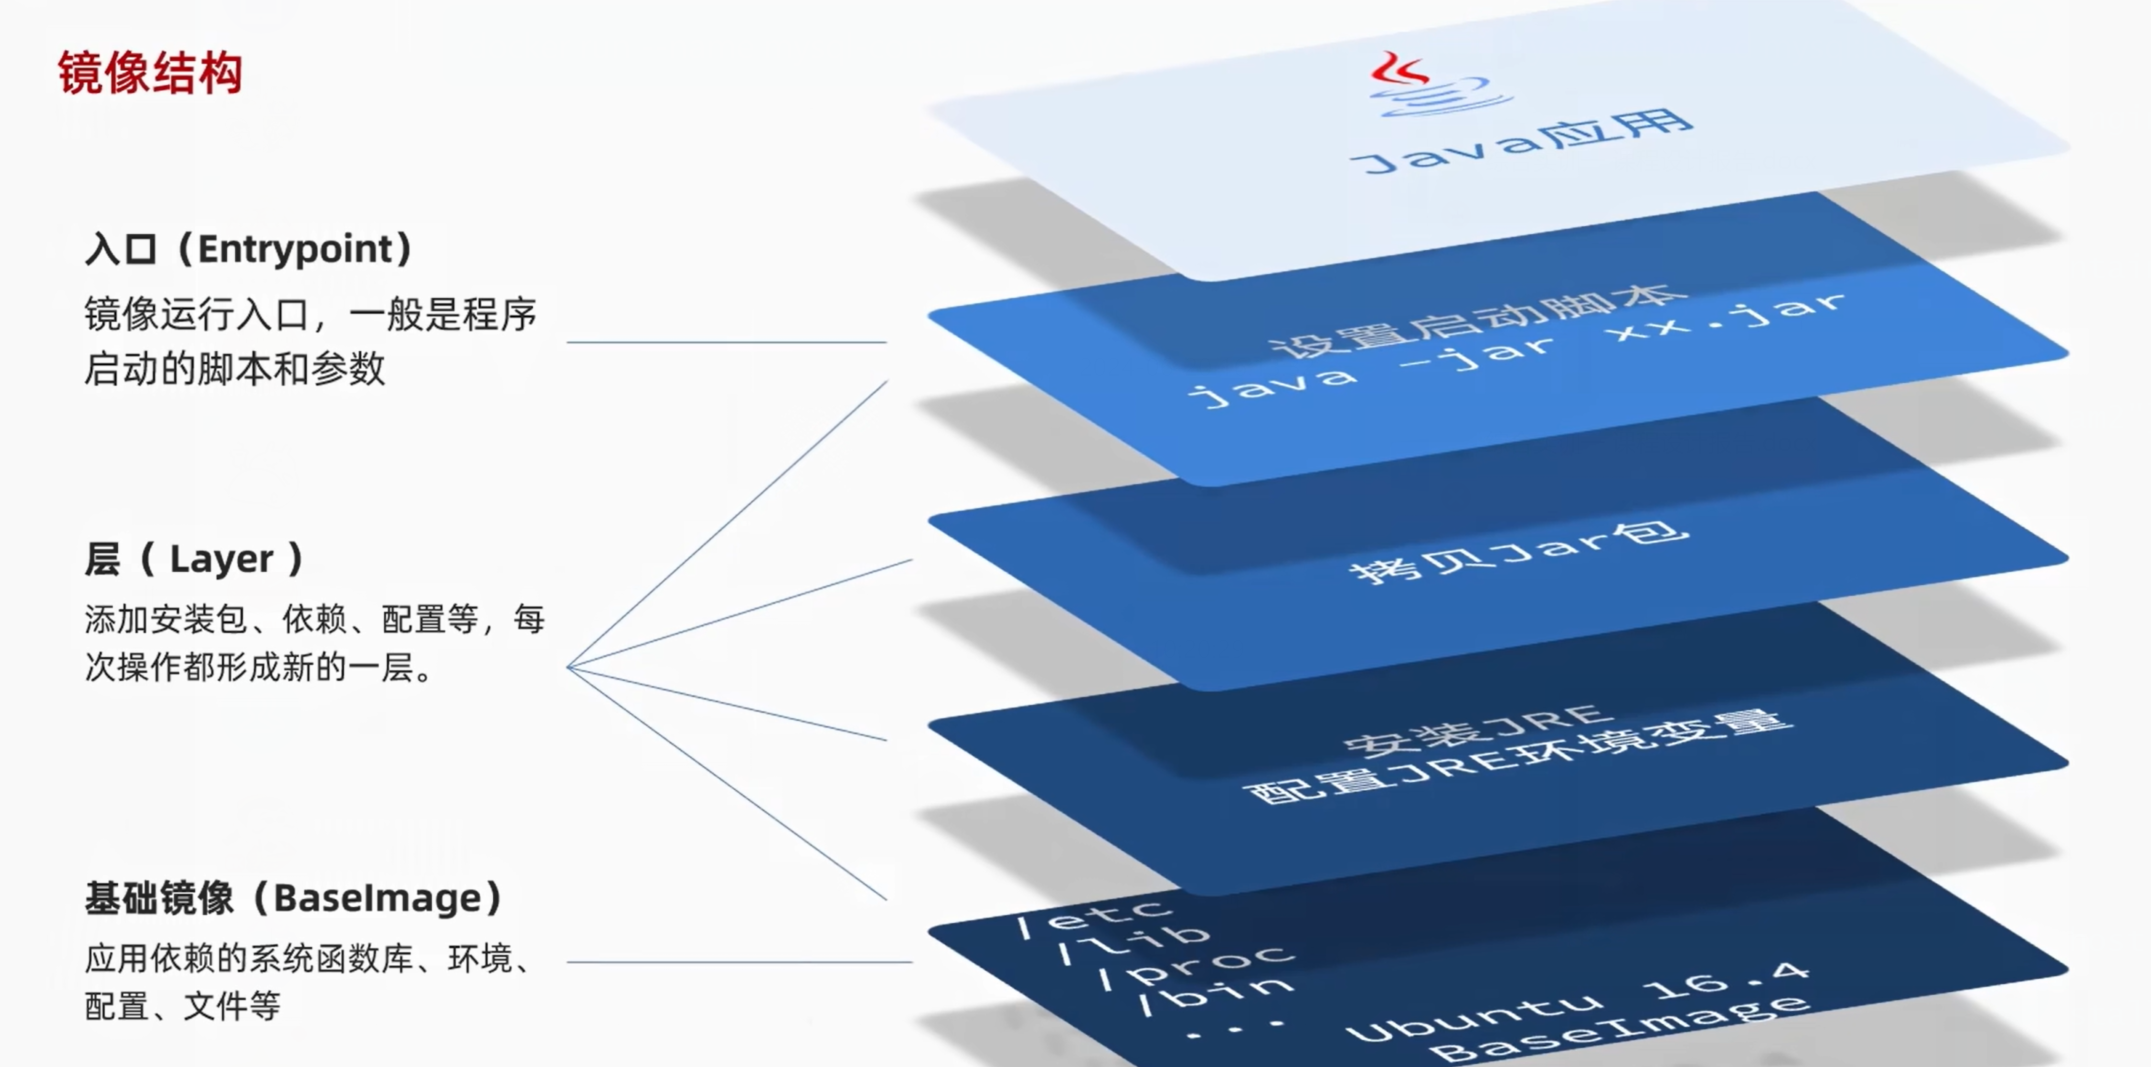 镜像结构
入口（Entrypoint）
镜像运行入口，一般是程序
启动的脚本和参数
层（ Layer ）
添加安装包、依赖、配置等，每
次操作都形成新的一层。
基础镜像（BaseImage）
应用依赖的系统函数库、环境、
配置、文件等
Java应用
设置启动脚本
java -jar xx.jar
拷贝Jar包
安装JRE
配置JRE环境变量
/etc
/lib
/proc
/bin
...
Ubuntu 16.4
BaseImage